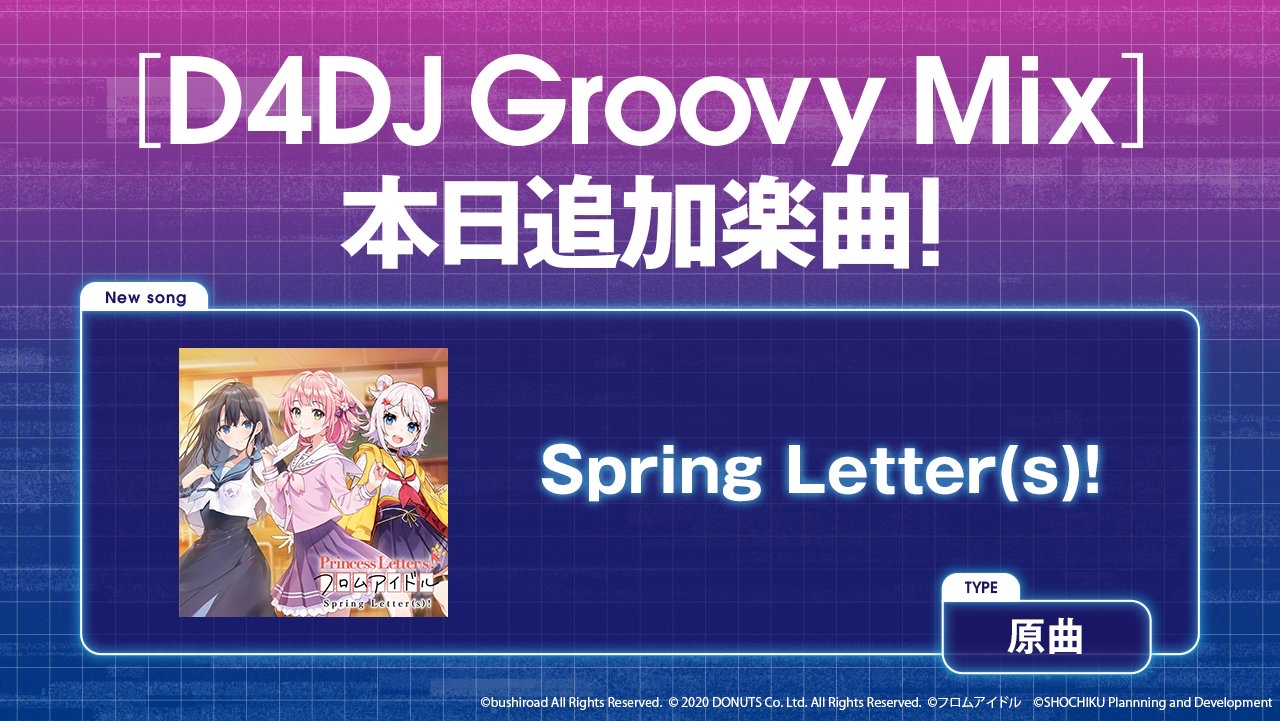 [D4DJ Groovy Mix]
本日追加楽曲!
New song
Princess Letter(s)!
フロムアイドル
Spring Letter(s)!
Spring Letter(s)!
TYPE
原曲
©bushiroad All Rights Reserved. © 2020 DONUTS Co. Ltd. All Rights Reserved. ©フロムアイドル ©SHOCHIKU Plannning and Development